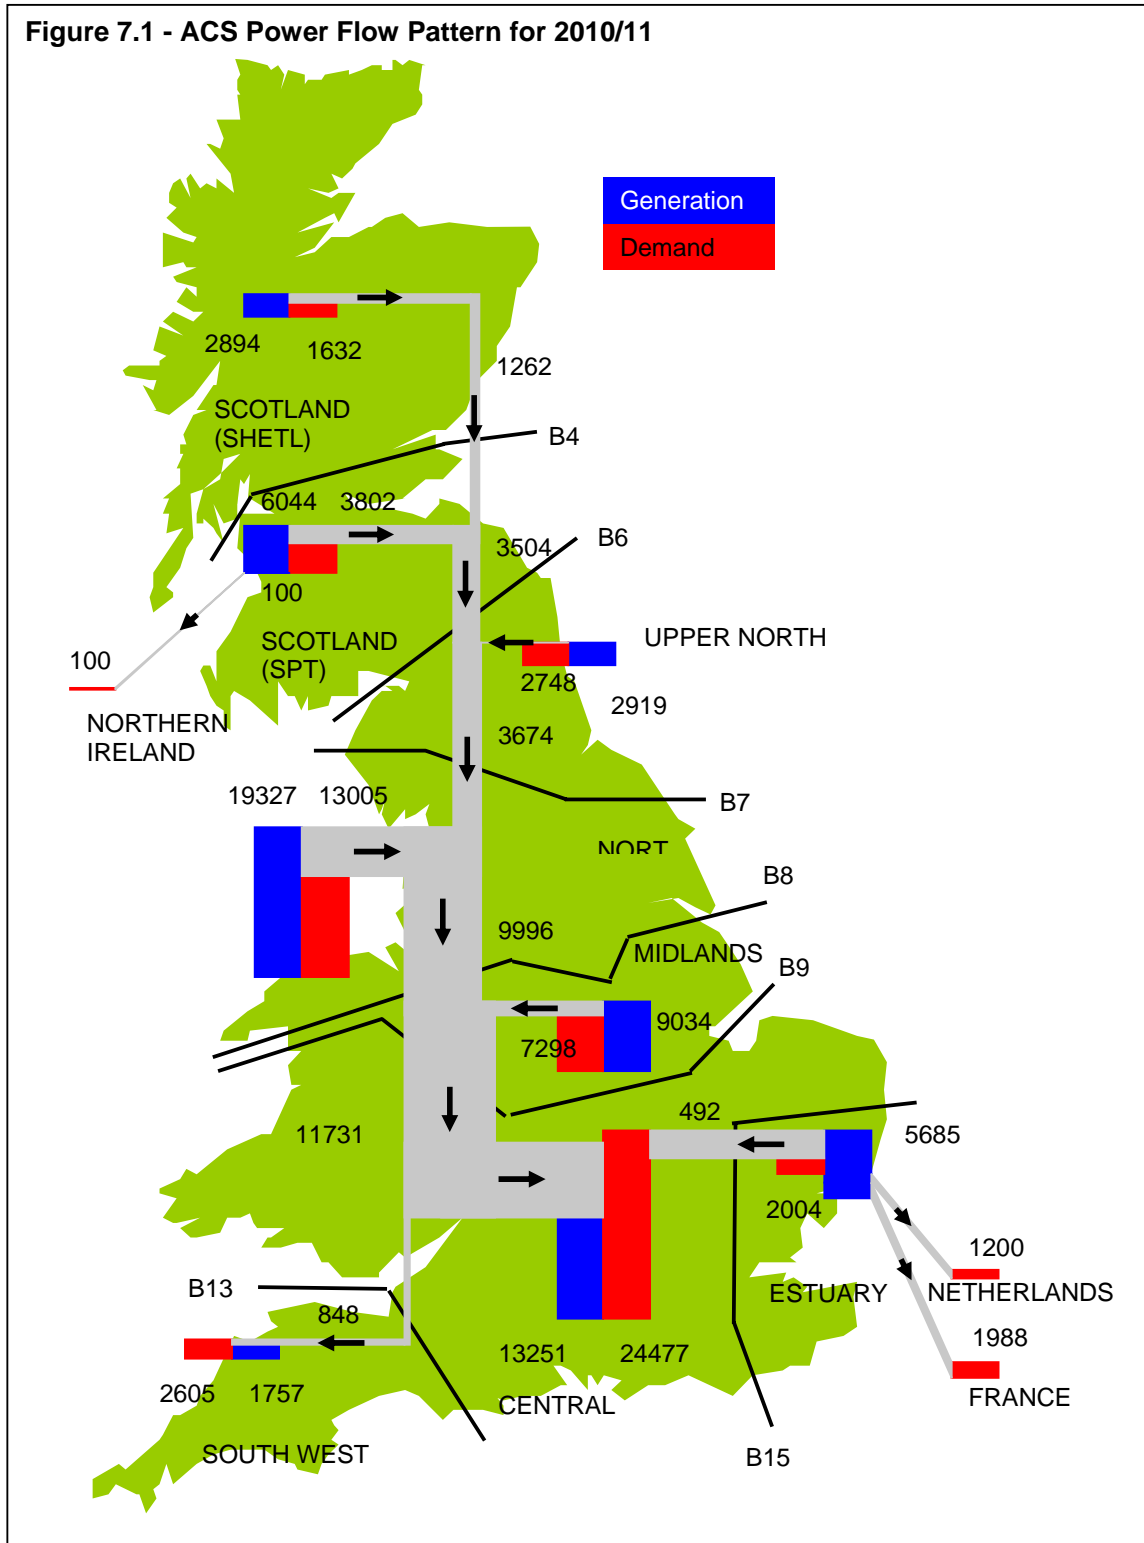 Figure 7.1 - ACS Power Flow Pattern for 2010/11
Generation
Demand
2894
1632
1262
SCOTLAND
(SHETL)
B4
6044
3802
3504
B6
100
SCOTLAND
(SPT)
UPPER NORTH
100
2748
2919
NORTHERN
IRELAND
3674
19327
13005
B7
NORT
B8
9996
MIDLANDS
B9
9034
7298
492
11731
5685
2004
1200
B13
ESTUARY
NETHERLANDS
848
1988
13251
24477
2605
1757
FRANCE
CENTRAL
SOUTH WEST
B15